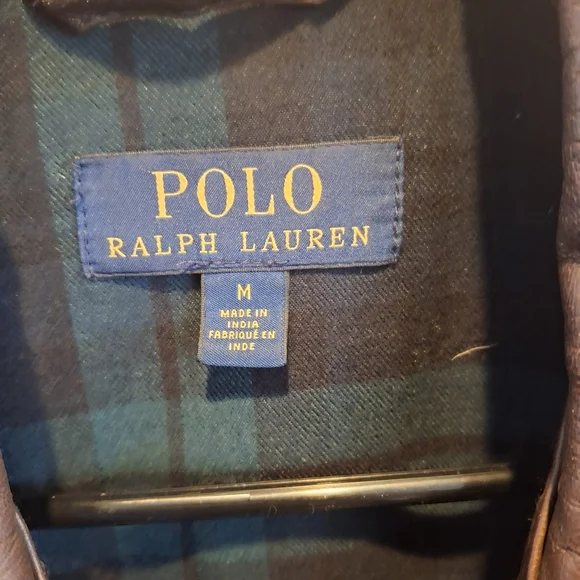 POLO
RALPH LAUREN
M
MADE IN
INDIA
FABRIQUÉ EN
INDE